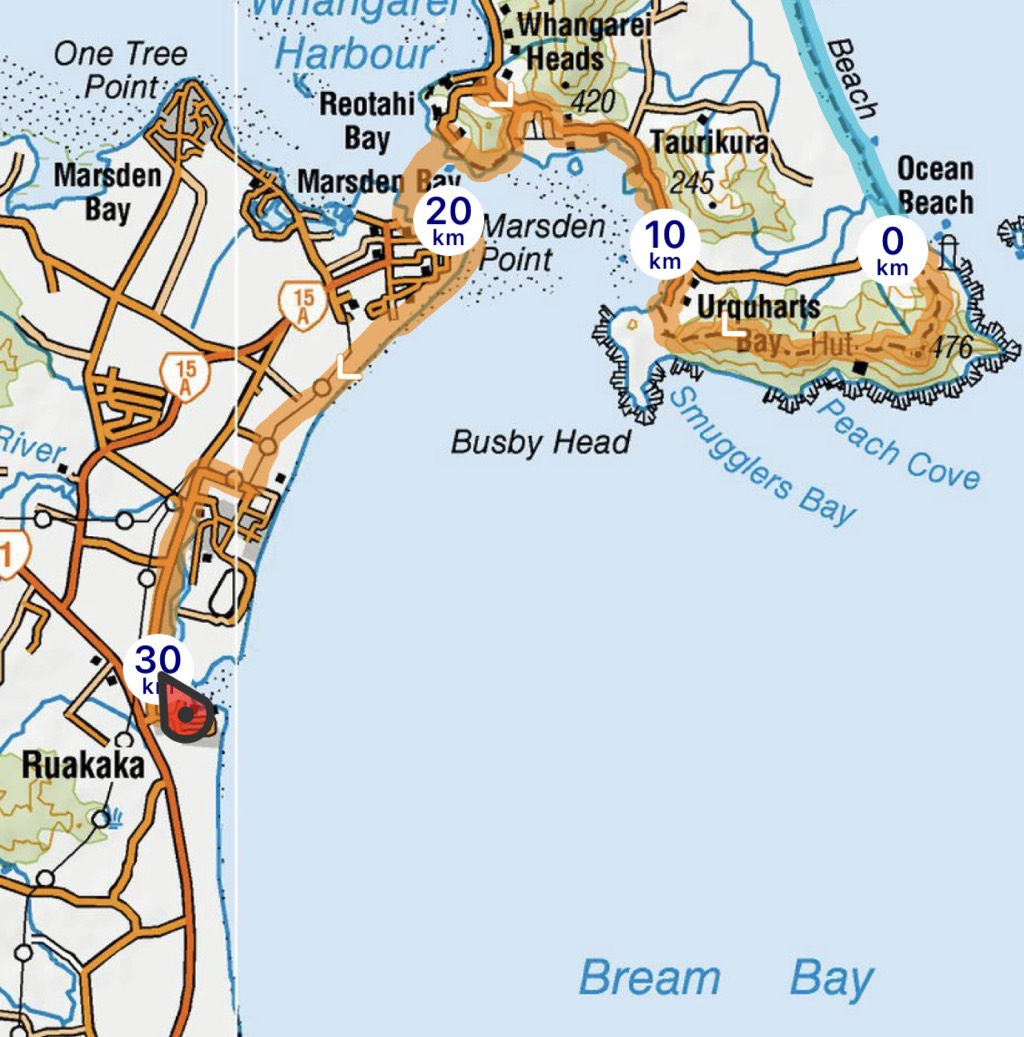 Whangarei
Harbour
Whangarei
Heads
One Tree
Point
Reotahi
Bay
420
Beach
Taurikura
245
Ocean
Beach
Marsden
Bay
Marsden Bay
20
km
Marsden
Point
10
km
0
km
15
A
Urquharts
Bay
Hut
476
15
A
Smugglers Bay
Peach Cove
Busby Head
River
1
30
km
Ruakaka
Bream Bay